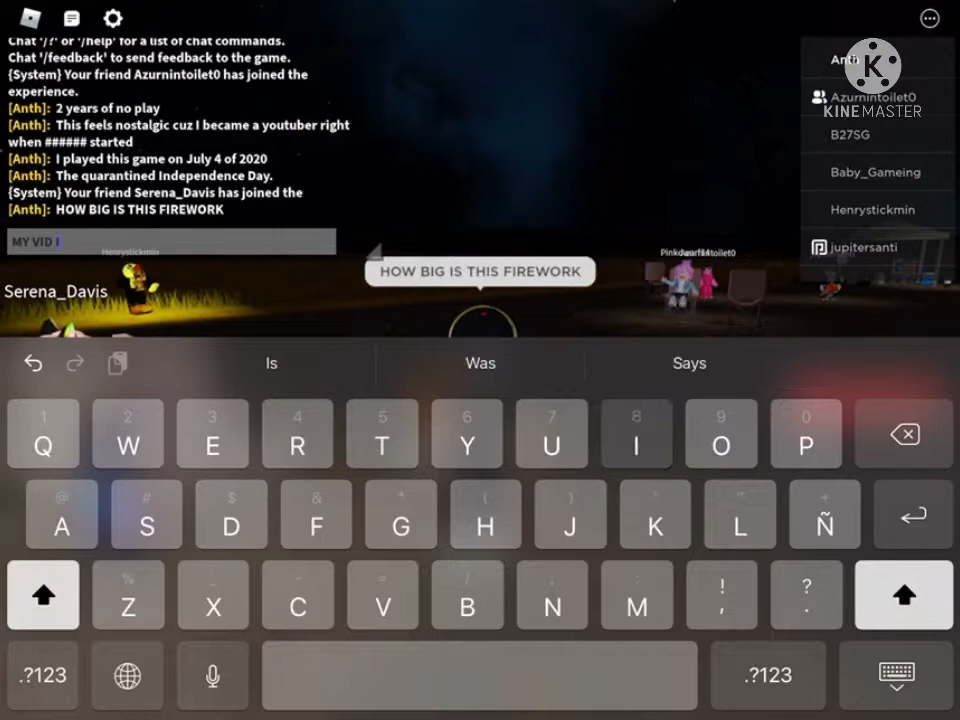 Chat '/?' or '/help' for a list of chat commands.
Chat '/feedback' to send feedback to the game.
{System} Your friend Azurnintoilet0 has joined the
experience.
[Anth]: 2 years of no play
[Anth]: This feels nostalgic cuz I became a youtuber right
when ###### started
[Anth]: I played this game on July 4 of 2020
[Anth]: The quarantined Independence Day.
{System} Your friend Serena_Davis has joined the
[Anth]: HOW BIG IS THIS FIREWORK
MY VID I
Anth
K
KINEMASTER
Azurnintoilet0
B27SG
Baby_Gameing
Henrystickmin
jupitersanti
Henrystickmin
Serena_Davis
HOW BIG IS THIS FIREWORK
Is Was Says
1 2 3 4 5 6 7 8 9 0
Q W E R T Y U I O P
@ # $ & * ( ) ' " +
A S D F G H J K L Ñ
% _ - = / ; : ! ?
Z X C V B N M , .
.?123 .?123